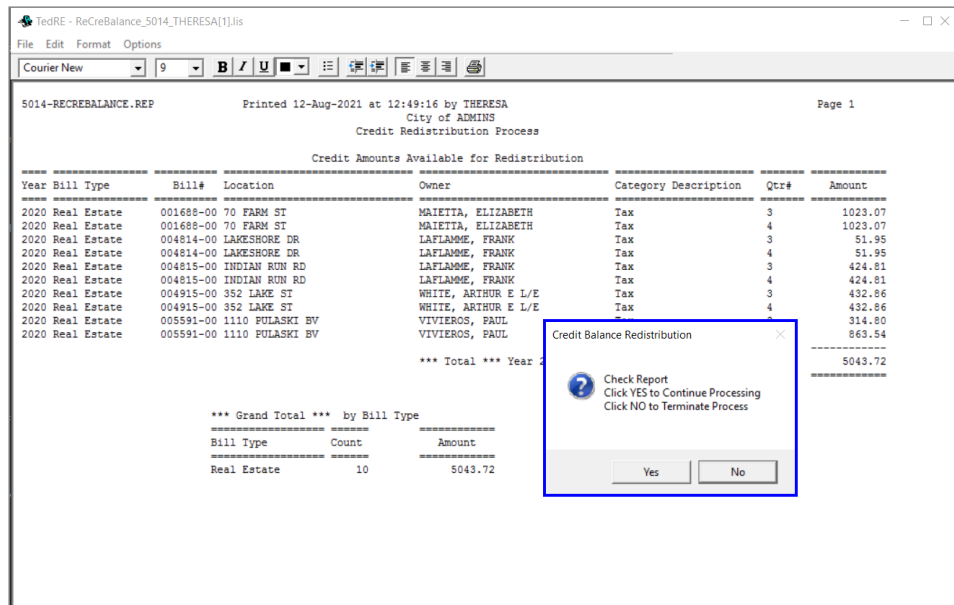 TedRE - ReCreBalance_5014_THERESA[1].lis
File Edit Format Options
Courier New 9 B I U
5014-RECREBALANCE.REP Printed 12-Aug-2021 at 12:49:16 by THERESA Page 1
City of ADMINS
Credit Redistribution Process
Credit Amounts Available for Redistribution
Year Bill Type Bill# Location Owner Category Description Qtr# Amount
2020 Real Estate 001688-00 70 FARM ST MAIETTA, ELIZABETH Tax 3 1023.07
2020 Real Estate 001688-00 70 FARM ST MAIETTA, ELIZABETH Tax 4 1023.07
2020 Real Estate 004814-00 LAKESHORE DR LAFLAMME, FRANK Tax 3 51.95
2020 Real Estate 004814-00 LAKESHORE DR LAFLAMME, FRANK Tax 4 51.95
2020 Real Estate 004815-00 INDIAN RUN RD LAFLAMME, FRANK Tax 3 424.81
2020 Real Estate 004815-00 INDIAN RUN RD LAFLAMME, FRANK Tax 4 424.81
2020 Real Estate 004915-00 352 LAKE ST WHITE, ARTHUR E L/E Tax 3 432.86
2020 Real Estate 004915-00 352 LAKE ST WHITE, ARTHUR E L/E Tax 4 432.86
2020 Real Estate 005591-00 1110 PULASKI BV VIVIEROS, PAUL 314.80
2020 Real Estate 005591-00 1110 PULASKI BV VIVIEROS, PAUL 863.54
*** Total *** Year 5043.72
*** Grand Total *** by Bill Type
Bill Type Count Amount
Real Estate 10 5043.72
Credit Balance Redistribution
Check Report
Click YES to Continue Processing
Click NO to Terminate Process
Yes No